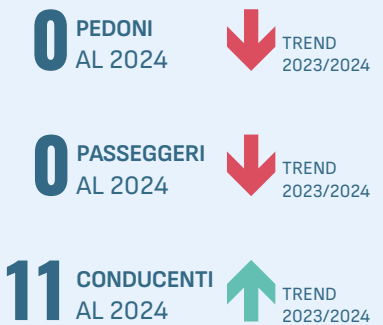 0 PEDONI
AL 2024
TREND
2023/2024
0 PASSEGGERI
AL 2024
TREND
2023/2024
11 CONDUCENTI
AL 2024
TREND
2023/2024